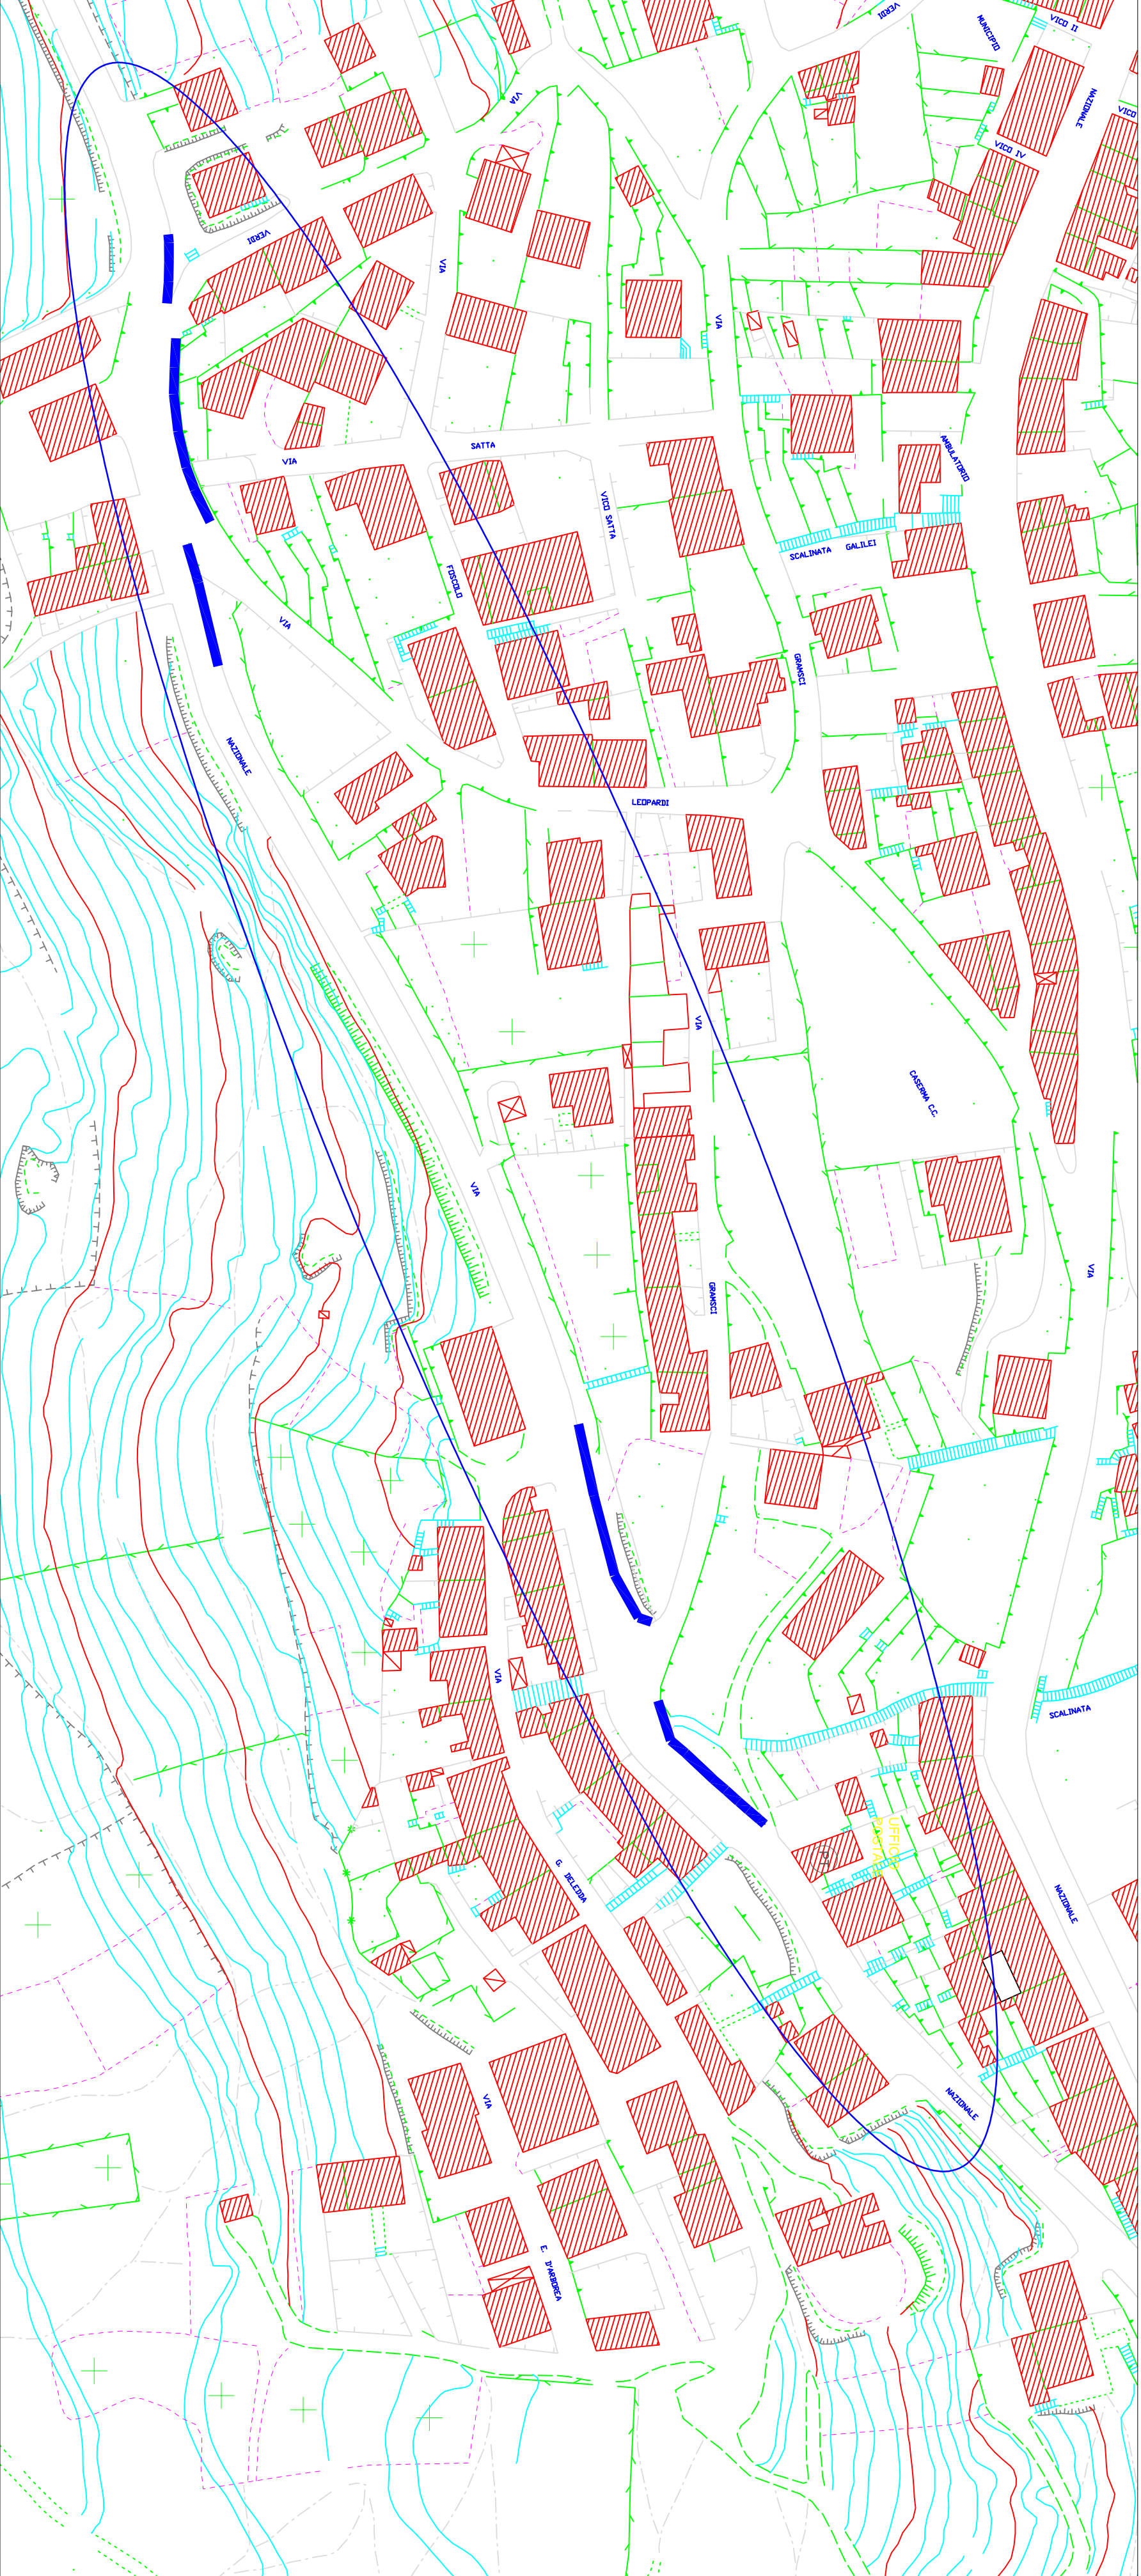 VERDI
VICO II
MUNICIPIO
VIA
NAZIONALE
VICO
VICO IV
VERDI
VIA
VIA
SATTA
VIA
AMBULATORIO
VICO SATTA
SCALINATA GALILEI
FOSCOLO
VIA
GRAMSCI
NAZIONALE
LEOPARDI
VIA
CASERMA C.C.
VIA
VIA
GRAMSCI
VIA
SCALINATA
UFFICIO
G. DELEDDA
NAZIONALE
NAZIONALE
VIA
E. D'ARBOREA